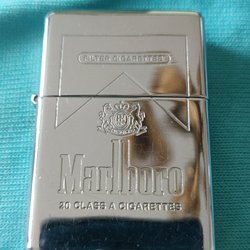 FILTER CIGARETTES
Marlboro
20 CLASS A CIGARETTES